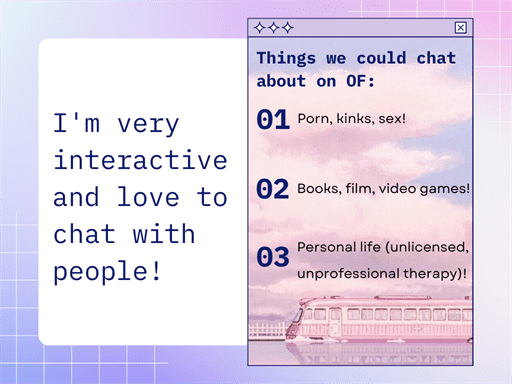 I'm very
interactive
and love to
chat with
people!
Things we could chat
about on OF:
01 Porn, kinks, sex!
02 Books, film, video games!
03 Personal life (unlicensed,
unprofessional therapy)!